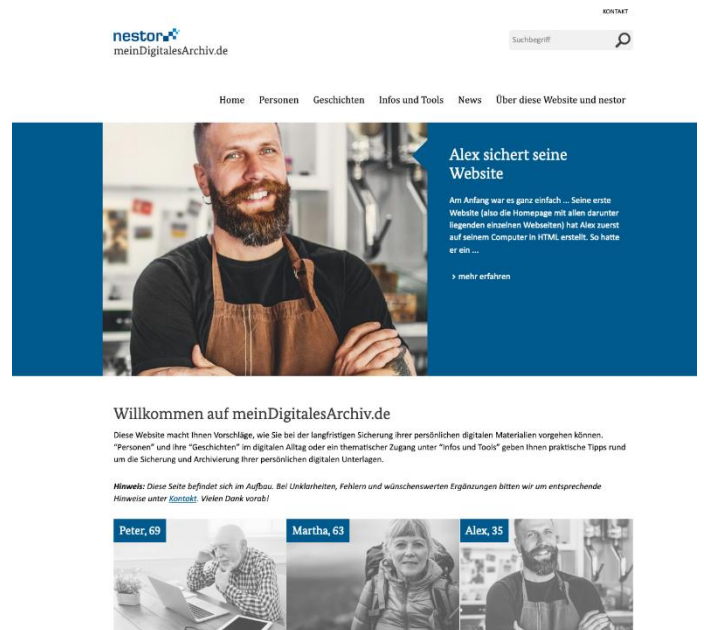 KONTAKT
nestor
meinDigitalesArchiv.de
Suchbegriff
Home Personen Geschichten Infos und Tools News Über diese Website und nestor
Alex sichert seine
Website
Am Anfang war es ganz einfach ... Seine erste
Website (also die Homepage mit allen darunter
liegenden einzelnen Webseiten) hat Alex zuerst
auf seinem Computer in HTML erstellt. So hatte
er ein ...
> mehr erfahren
Willkommen auf meinDigitalesArchiv.de
Diese Website macht Ihnen Vorschläge, wie Sie bei der langfristigen Sicherung ihrer persönlichen digitalen Materialien vorgehen können.
"Personen" und ihre "Geschichten" im digitalen Alltag oder ein thematischer Zugang unter "Infos und Tools" geben Ihnen praktische Tipps rund
um die Sicherung und Archivierung Ihrer persönlichen digitalen Unterlagen.
Hinweis: Diese Seite befindet sich im Aufbau. Bei Unklarheiten, Fehlern und wünschenswerten Ergänzungen bitten wir um entsprechende
Hinweise unter Kontakt. Vielen Dank vorab!
Peter, 69
Martha, 63
Alex, 35